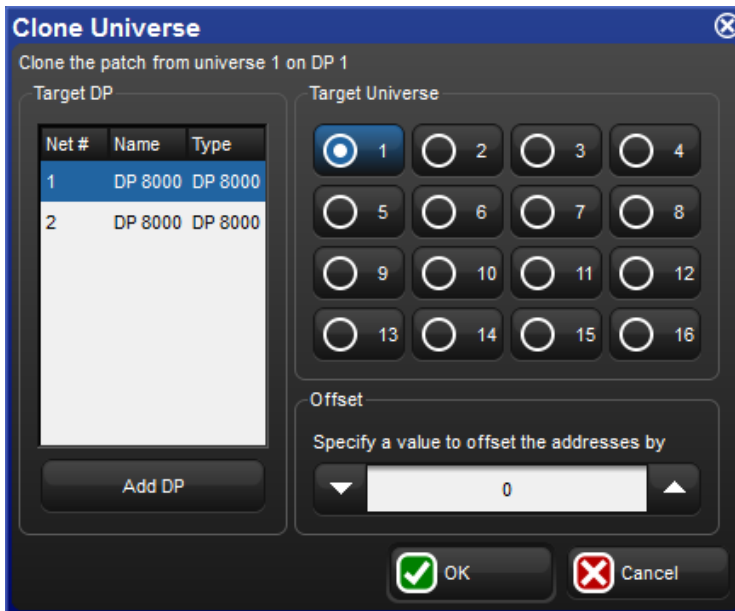 Clone Universe
Clone the patch from universe 1 on DP 1
Target DP
Net # Name Type
1 DP 8000 DP 8000
2 DP 8000 DP 8000
Add DP
Target Universe
1 2 3 4
5 6 7 8
9 10 11 12
13 14 15 16
Offset
Specify a value to offset the addresses by
0
OK Cancel